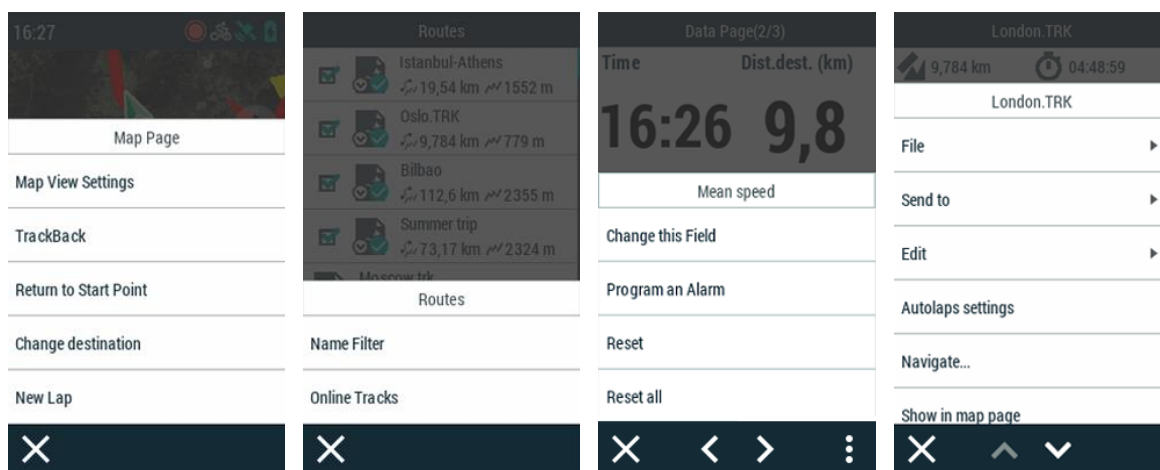 16:27
Map Page
Map View Settings
TrackBack
Return to Start Point
Change destination
New Lap
Routes
Istanbul-Athens
19,54 km 1552 m
Oslo.TRK
9,784 km 779 m
Bilbao
112,6 km 2355 m
Summer trip
73,17 km 2324 m
Moscow trk
Routes
Name Filter
Online Tracks
Data Page(2/3)
Time Dist.dest. (km)
16:26 9,8
Mean speed
Change this Field
Program an Alarm
Reset
Reset all
London.TRK
9,784 km 04:48:59
London.TRK
File
Send to
Edit
Autolaps settings
Navigate...
Show in map page